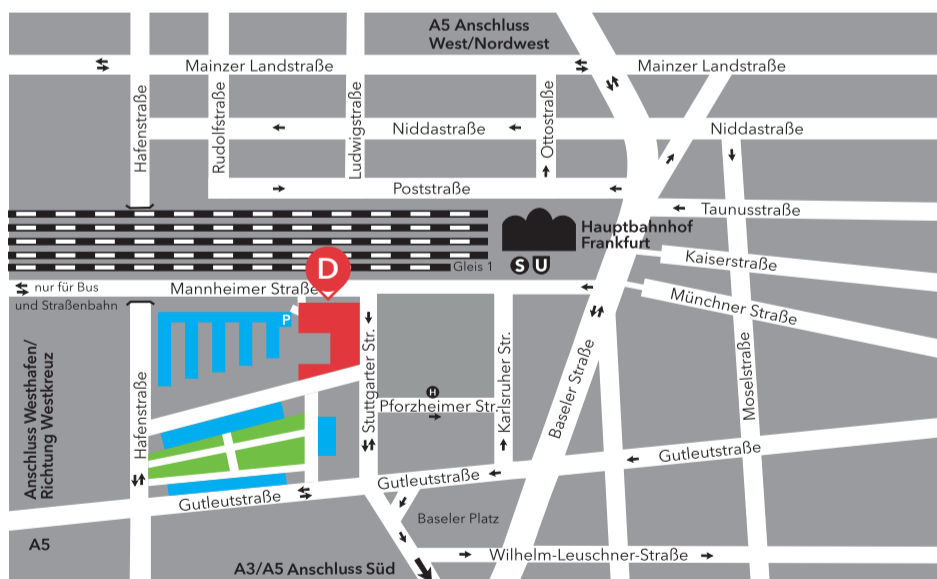 A5 Anschluss
West/Nordwest
Mainzer Landstraße
Mainzer Landstraße
Hafenstraße
Rudolfstraße
Ludwigstraße
Ottostraße
Niddastraße
Niddastraße
Poststraße
Taunusstraße
Hauptbahnhof
Frankfurt
S U
Gleis 1
Kaiserstraße
D
nur für Bus
und Straßenbahn
Mannheimer Straße
Münchner Straße
P
Anschluss Westhafen/
Richtung Westkreuz
Hafenstraße
Stuttgarter Str.
H
Pforzheimer Str.
Karlsruher Str.
Baseler Straße
Moselstraße
Gutleutstraße
Gutleutstraße
Gutleutstraße
Baseler Platz
A5
Wilhelm-Leuschner-Straße
A3/A5 Anschluss Süd